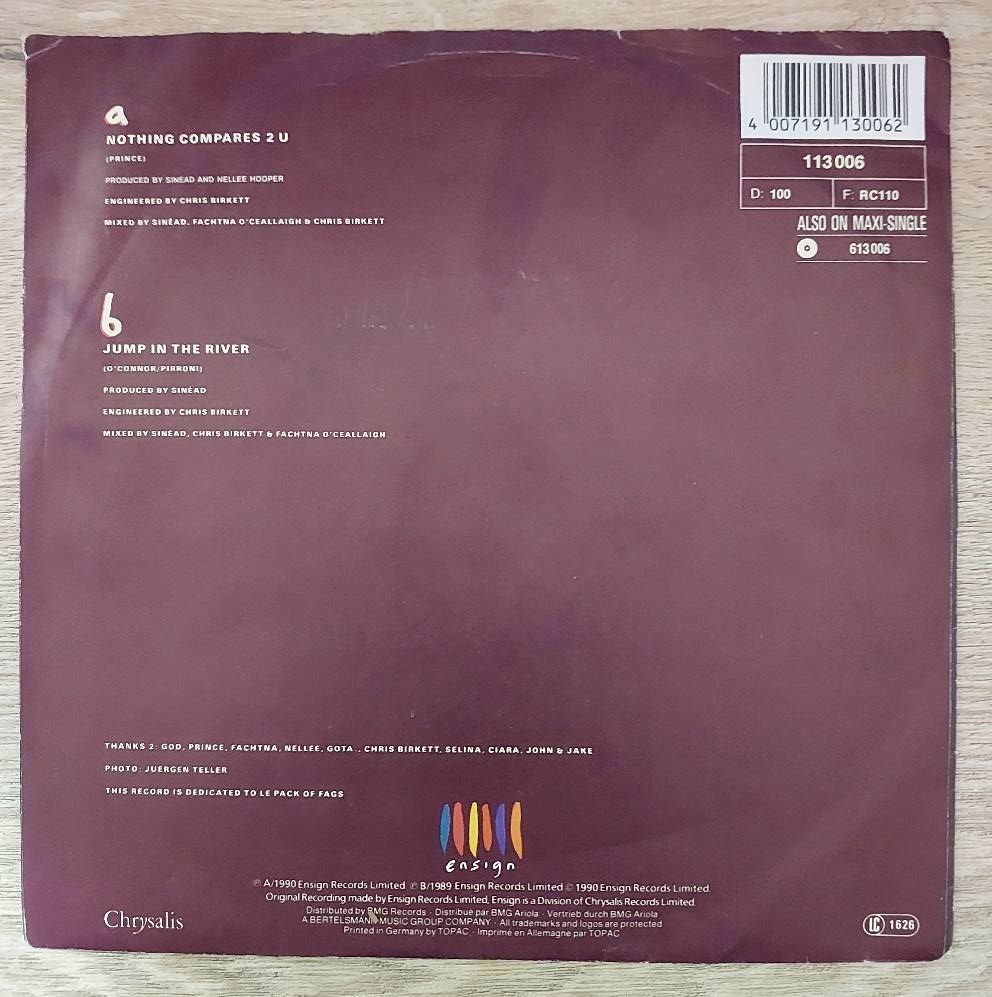 a
NOTHING COMPARES 2 U
(PRINCE)
PRODUCED BY SINEAD AND NELLEE HOOPER
ENGINEERED BY CHRIS BIRKETT
MIXED BY SINÉAD, FACHTNA O'CEALLAIGH & CHRIS BIRKETT
4 007191 130062
113 006
D: 100 F: RC110
ALSO ON MAXI-SINGLE
613 006
b
JUMP IN THE RIVER
(O'CONNOR/PIRRONI)
PRODUCED BY SINÉAD
ENGINEERED BY CHRIS BIRKETT
MIXED BY SINÉAD, CHRIS BIRKETT & FACHTNA O'CEALLAIGH
THANKS 2: GOD, PRINCE, FACHTNA, NELLEE, GOTA., CHRIS BIRKETT, SELINA, CIARA, JOHN & JAKE
PHOTO: JUERGEN TELLER
THIS RECORD IS DEDICATED TO LE PACK OF FAGS
ensign
℗ A/1990 Ensign Records Limited ℗ B/1989 Ensign Records Limited © 1990 Ensign Records Limited.
Original Recording made by Ensign Records Limited, Ensign is a Division of Chrysalis Records Limited.
Distributed by BMG Records · Distribue par BMG Ariola · Vertrieb durch BMG Ariola
A BERTELSMANN MUSIC GROUP COMPANY · All trademarks and logos are protected
Printed in Germany by TOPAC · Imprimé en Allemagne par TOPAC
Chrysalis
LC 1626